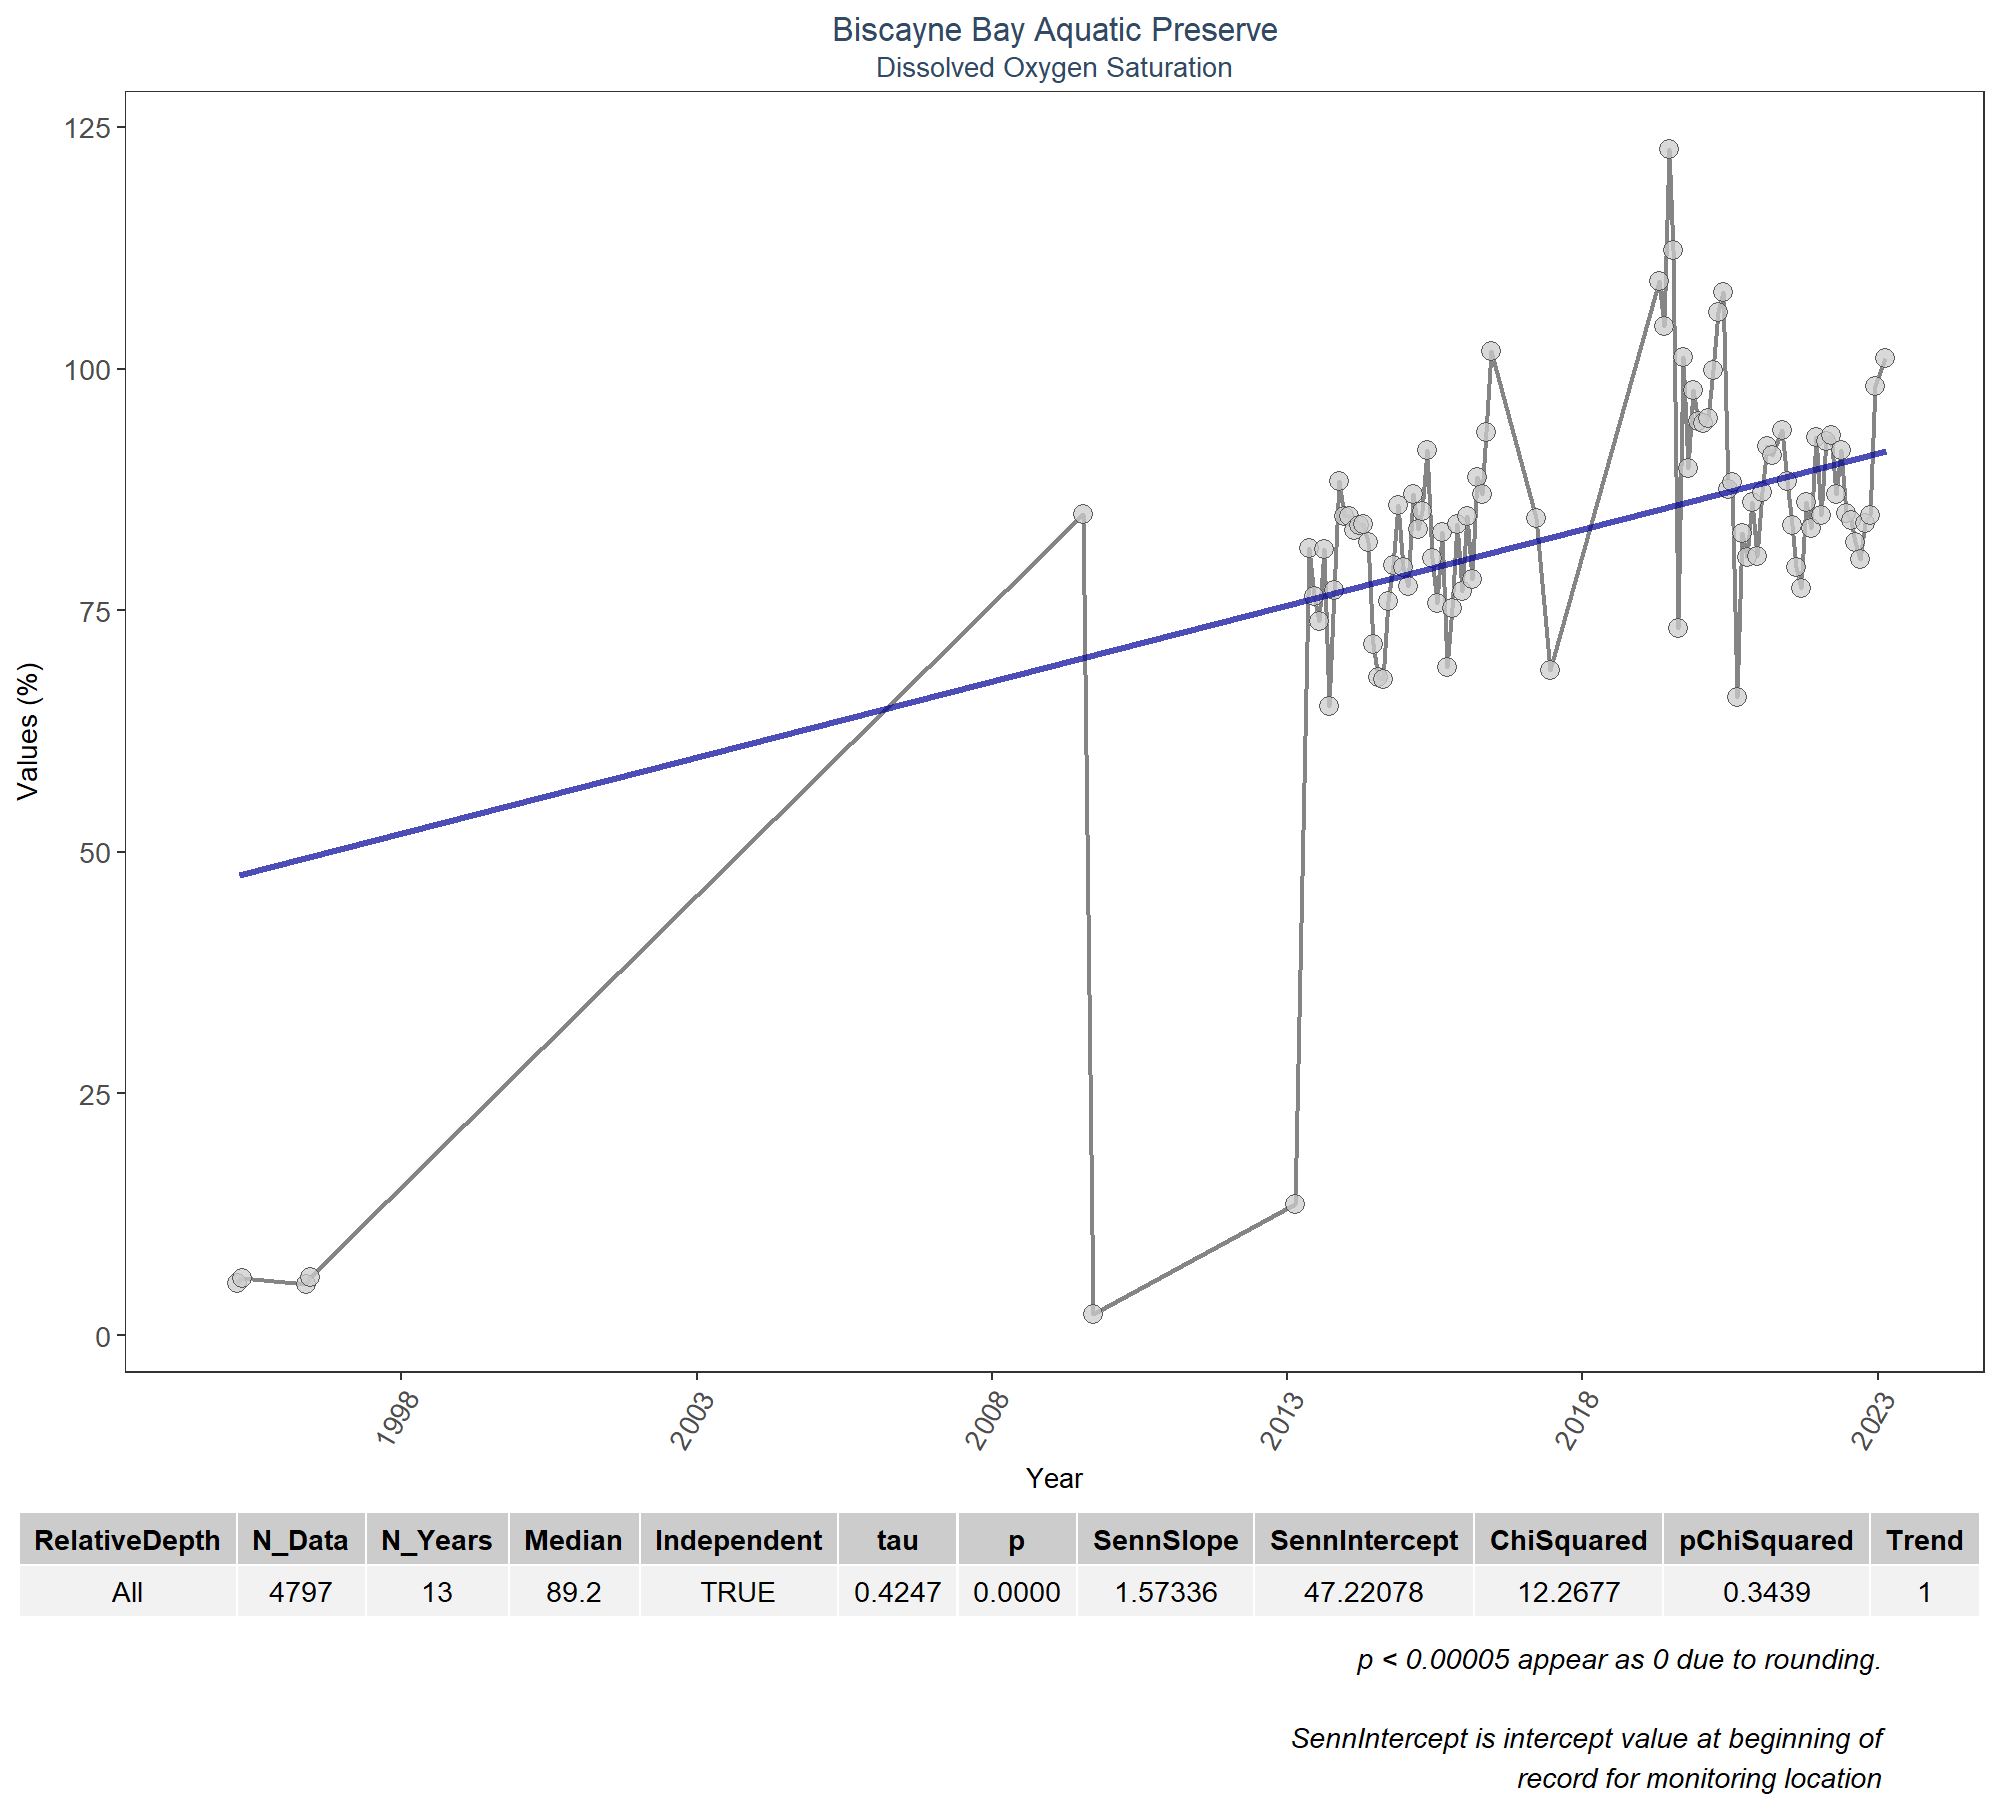 Biscayne Bay Aquatic Preserve
Dissolved Oxygen Saturation
Values (%)
125
100
75
50
25
0
1998
2003
2008
2013
2018
2023
Year
RelativeDepth N_Data N_Years Median Independent tau p SennSlope SennIntercept ChiSquared pChiSquared Trend
All 4797 13 89.2 TRUE 0.4247 0.0000 1.57336 47.22078 12.2677 0.3439 1
p < 0.00005 appear as 0 due to rounding.
SennIntercept is intercept value at beginning of
record for monitoring location